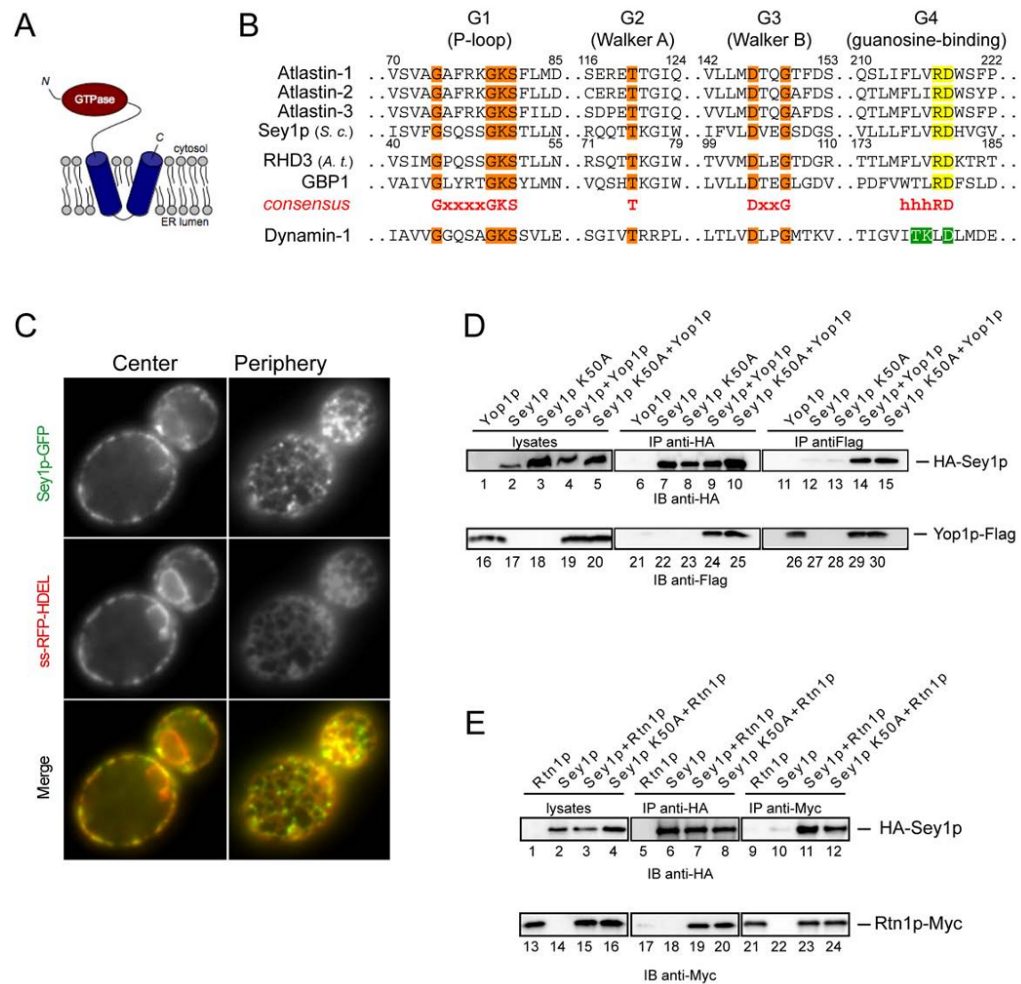 A
N
GTPase
C
cytosol
ER lumen
B
G1 G2 G3 G4
(P-loop) (Walker A) (Walker B) (guanosine-binding)
70 85 116 124 142 153 210 222
Atlastin-1 ..VSVAGAFRKGKSFLMD..SERETTGIQ..VLLMDTQGTFDS..QSLIFLVRDWSFP..
Atlastin-2 ..VSVAGAFRKGKSFLLD..CERETTGIQ..VVLMDTQGAFDS..QTLMFLIRDWSYP..
Atlastin-3 ..VSVAGAFRKGKSFILD..SDPETTGIQ..VVLMDTQGAFDS..QTLMFLVRDWSFP..
Sey1p (S. c.) ..ISVFGSQSSGKSTLLN..RQQTTKGIW..IFVLDVEGSDGS..VLLLFLVRDHVGV..
40 55 71 79 99 110 173 185
RHD3 (A. t.) ..VSIMGPQSSGKSTLLN..RSQTTKGIW..VVVMDLEGTDGR..TTLMFLVRDKTRT..
GBP1 ..VAIVGLYRTGKSYLMN..VQSHTKGIW..LVLLDTEGLGDV..PDFVWTLRDFSLD..
consensus GxxxxGKS T DxxG hhhRD
Dynamin-1 ..IAVVGGQSAGKSSVLE..SGIVTRRPL..LTLVDLPGMTKV..TIGVITKLDLMDE..
C
Center Periphery
Sey1p-GFP
ss-RFP-HDEL
Merge
D
Yop1p Sey1p Sey1p K50A Sey1p+Yop1p Sey1p K50A+Yop1p Yop1p Sey1p Sey1p K50A Sey1p+Yop1p Sey1p K50A+Yop1p Yop1p Sey1p Sey1p K50A Sey1p+Yop1p Sey1p K50A+Yop1p
lysates IP anti-HA IP antiFlag
HA-Sey1p
1 2 3 4 5 6 7 8 9 10 11 12 13 14 15
IB anti-HA
Yop1p-Flag
16 17 18 19 20 21 22 23 24 25 26 27 28 29 30
IB anti-Flag
E
Rtn1p Sey1p Sey1p+Rtn1p Sey1p K50A+Rtn1p Rtn1p Sey1p Sey1p+Rtn1p Sey1p K50A+Rtn1p Rtn1p Sey1p Sey1p+Rtn1p Sey1p K50A+Rtn1p
lysates IP anti-HA IP anti-Myc
HA-Sey1p
1 2 3 4 5 6 7 8 9 10 11 12
IB anti-HA
Rtn1p-Myc
13 14 15 16 17 18 19 20 21 22 23 24
IB anti-Myc